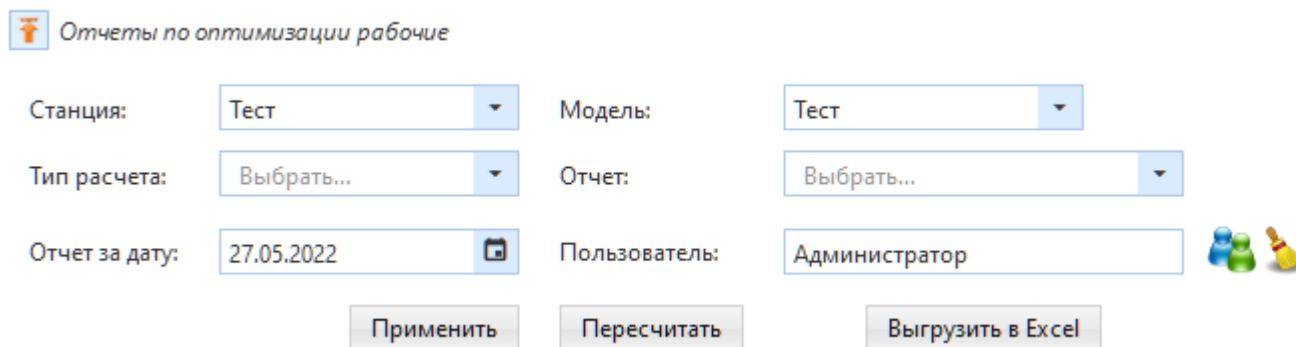 Отчеты по оптимизации рабочие
Станция: Тест Модель: Тест
Тип расчета: Выбрать... Отчет: Выбрать...
Отчет за дату: 27.05.2022 Пользователь: Администратор
Применить Пересчитать Выгрузить в Excel